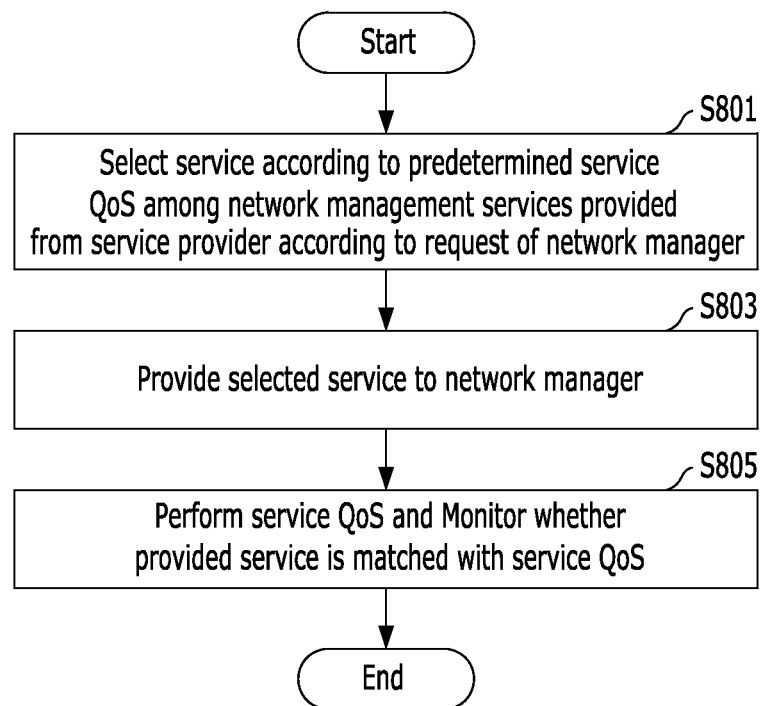 Start
S801
Select service according to predetermined service
QoS among network management services provided
from service provider according to request of network manager
S803
Provide selected service to network manager
S805
Perform service QoS and Monitor whether
provided service is matched with service QoS
End